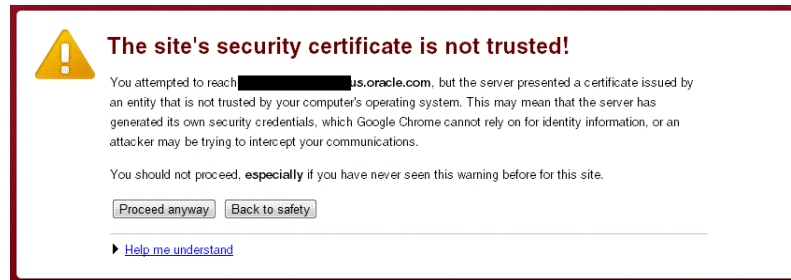 The site's security certificate is not trusted!
You attempted to reach us.oracle.com, but the server presented a certificate issued by
an entity that is not trusted by your computer's operating system. This may mean that the server has
generated its own security credentials, which Google Chrome cannot rely on for identity information, or an
attacker may be trying to intercept your communications.
You should not proceed, especially if you have never seen this warning before for this site.
Proceed anyway Back to safety
Help me understand